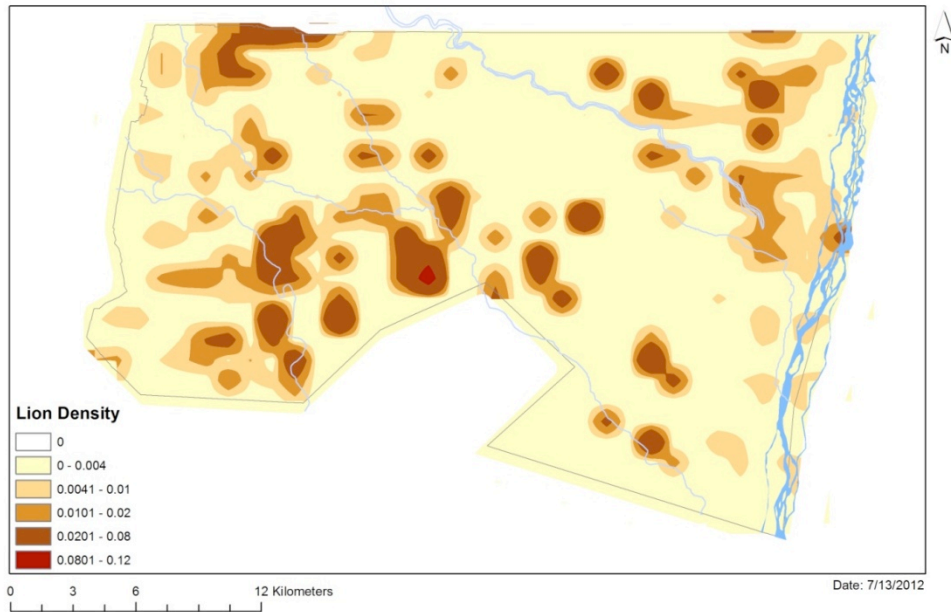 N
Lion Density
0
0 - 0.004
0.0041 - 0.01
0.0101 - 0.02
0.0201 - 0.08
0.0801 - 0.12
0 3 6 12 Kilometers
Date: 7/13/2012